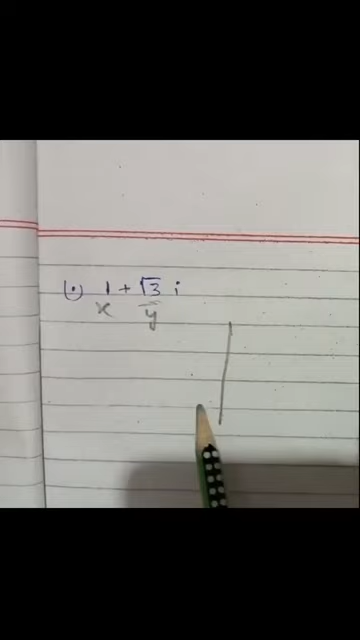 b) 1 + √3 i
x y